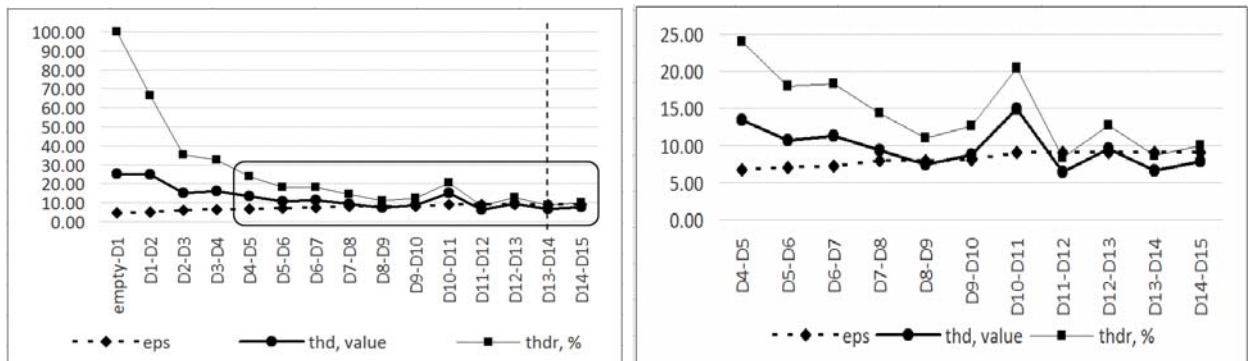 100.00
90.00
80.00
70.00
60.00
50.00
40.00
30.00
20.00
10.00
0.00
empty-D1
D1-D2
D2-D3
D3-D4
D4-D5
D5-D6
D6-D7
D7-D8
D8-D9
D9-D10
D10-D11
D11-D12
D12-D13
D13-D14
D14-D15
eps thd, value thdr, %
25.00
20.00
15.00
10.00
5.00
0.00
D4-D5
D5-D6
D6-D7
D7-D8
D8-D9
D9-D10
D10-D11
D11-D12
D12-D13
D13-D14
D14-D15
eps thd, value thdr, %